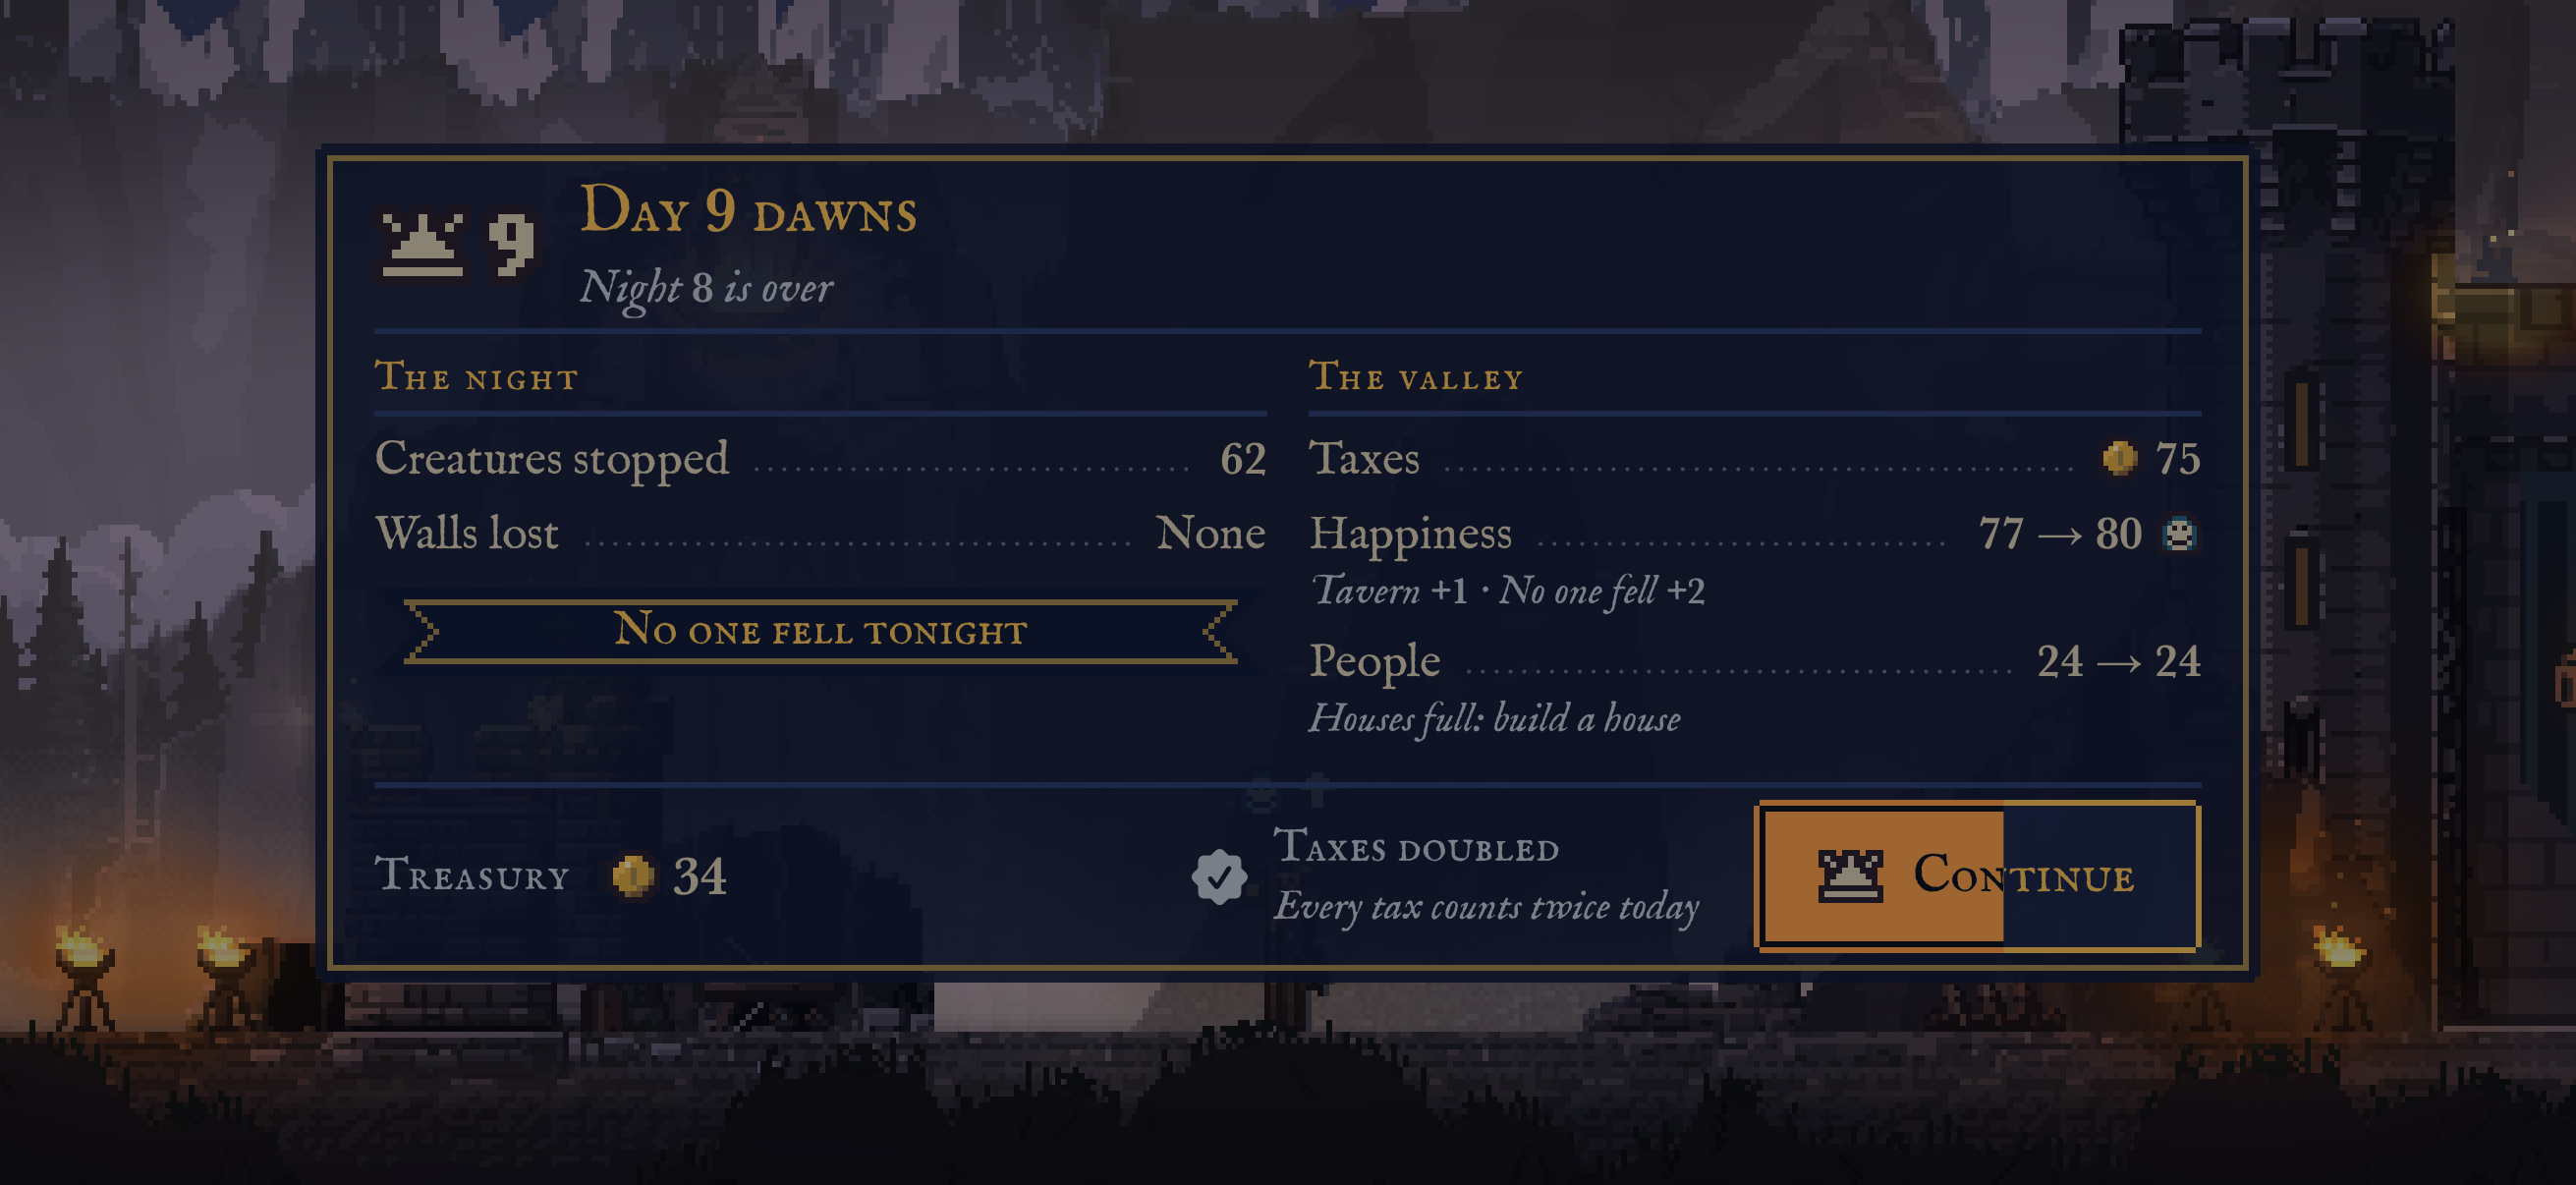 9
Day 9 dawns
Night 8 is over
The night
Creatures stopped 62
Walls lost None
No one fell tonight
The valley
Taxes 75
Happiness 77 → 80
Tavern +1 · No one fell +2
People 24 → 24
Houses full: build a house
Treasury 34
Taxes doubled
Every tax counts twice today
Continue